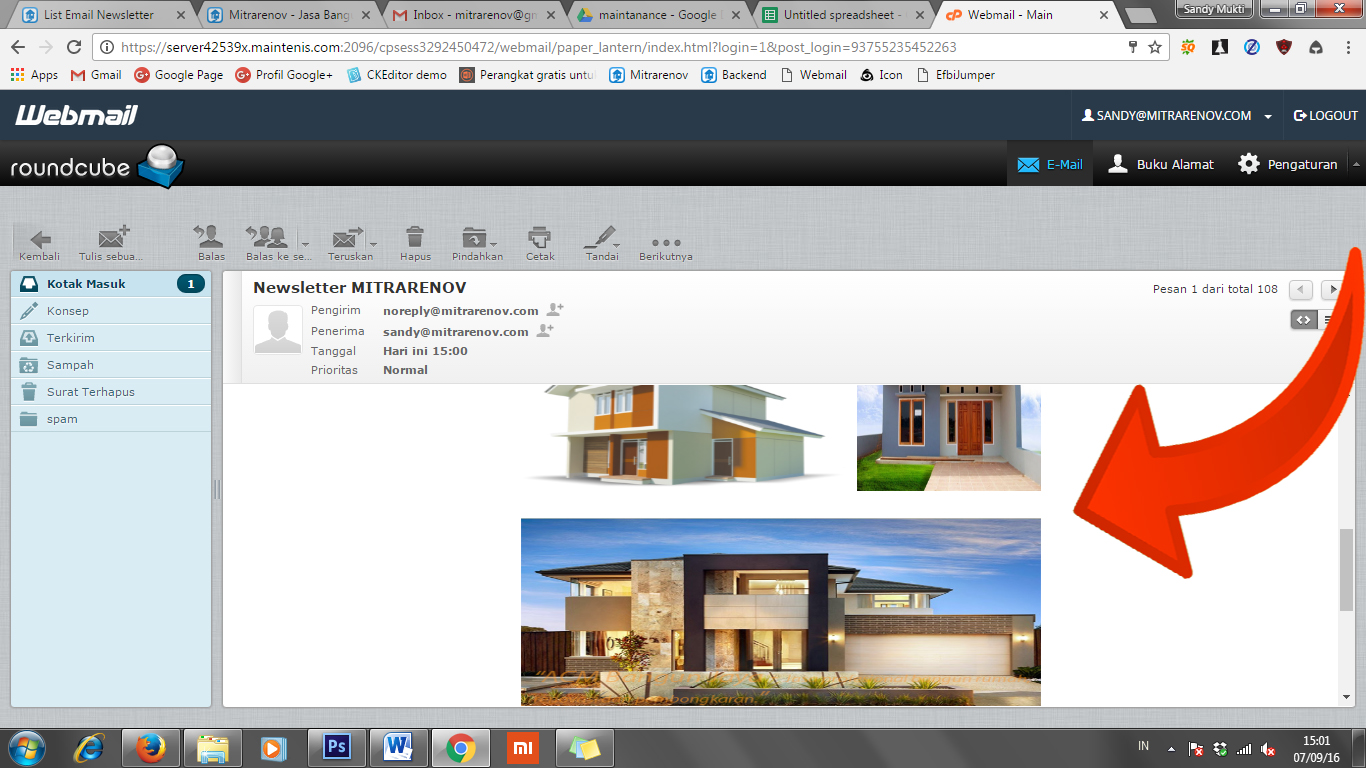 List Email Newsletter
Mitrarenov - Jasa Bang
Inbox - mitrarenov@gm
maintanance - Google
Untitled spreadsheet -
Webmail - Main
Sandy Mukti
https://server42539x.maintenis.com:2096/cpsess3292450472/webmail/paper_lantern/index.html?login=1&post_login=93755235452263
Apps
Gmail
Google Page
Profil Google+
CKEditor demo
Perangkat gratis untu
Mitrarenov
Backend
Webmail
Icon
EfbiJumper
Webmail
SANDY@MITRARENOV.COM
LOGOUT
roundcube
E-Mail
Buku Alamat
Pengaturan
Kembali
Tulis sebua...
Balas
Balas ke se...
Teruskan
Hapus
Pindahkan
Cetak
Tandai
Berikutnya
Kotak Masuk 1
Konsep
Terkirim
Sampah
Surat Terhapus
spam
Newsletter MITRARENOV
Pesan 1 dari total 108
Pengirim noreply@mitrarenov.com
Penerima sandy@mitrarenov.com
Tanggal Hari ini 15:00
Prioritas Normal
Ps
W
mi
IN
15:01
07/09/16